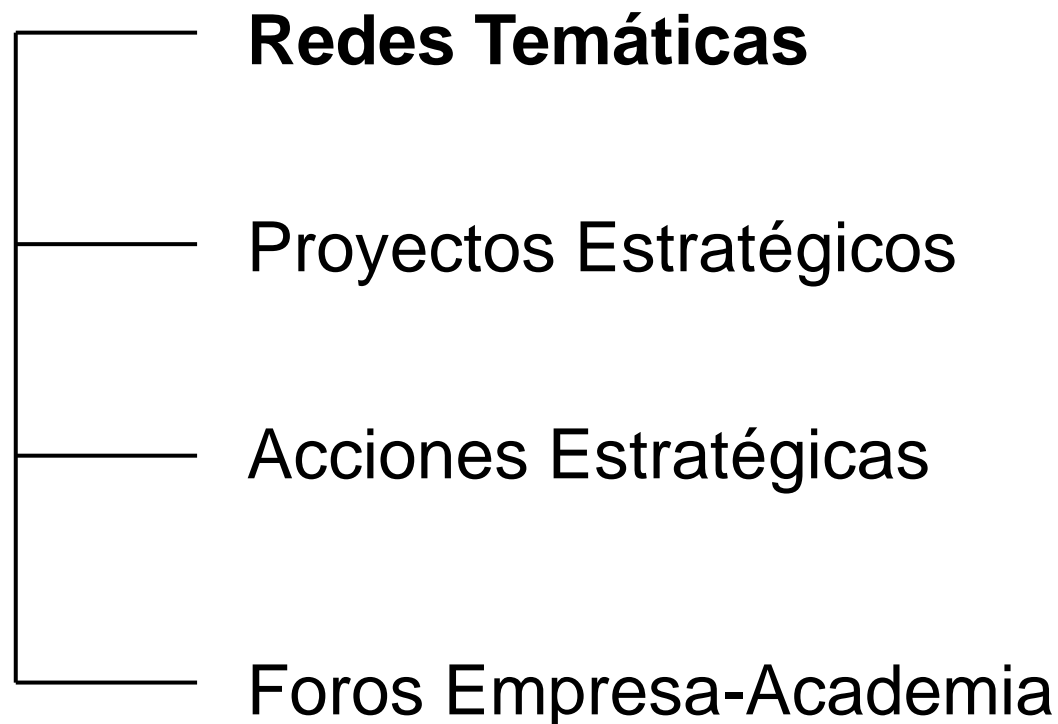 Redes Temáticas
Proyectos Estratégicos
Acciones Estratégicas
Foros Empresa-Academia